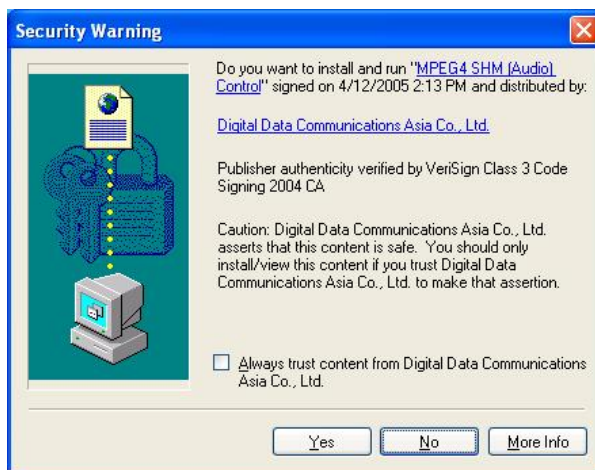 Security Warning
Do you want to install and run "MPEG4 SHM (Audio)
Control" signed on 4/12/2005 2:13 PM and distributed by:
Digital Data Communications Asia Co., Ltd.
Publisher authenticity verified by VeriSign Class 3 Code
Signing 2004 CA
Caution: Digital Data Communications Asia Co., Ltd.
asserts that this content is safe.  You should only
install/view this content if you trust Digital Data
Communications Asia Co., Ltd. to make that assertion.
Always trust content from Digital Data Communications
Asia Co., Ltd.
Yes No More Info